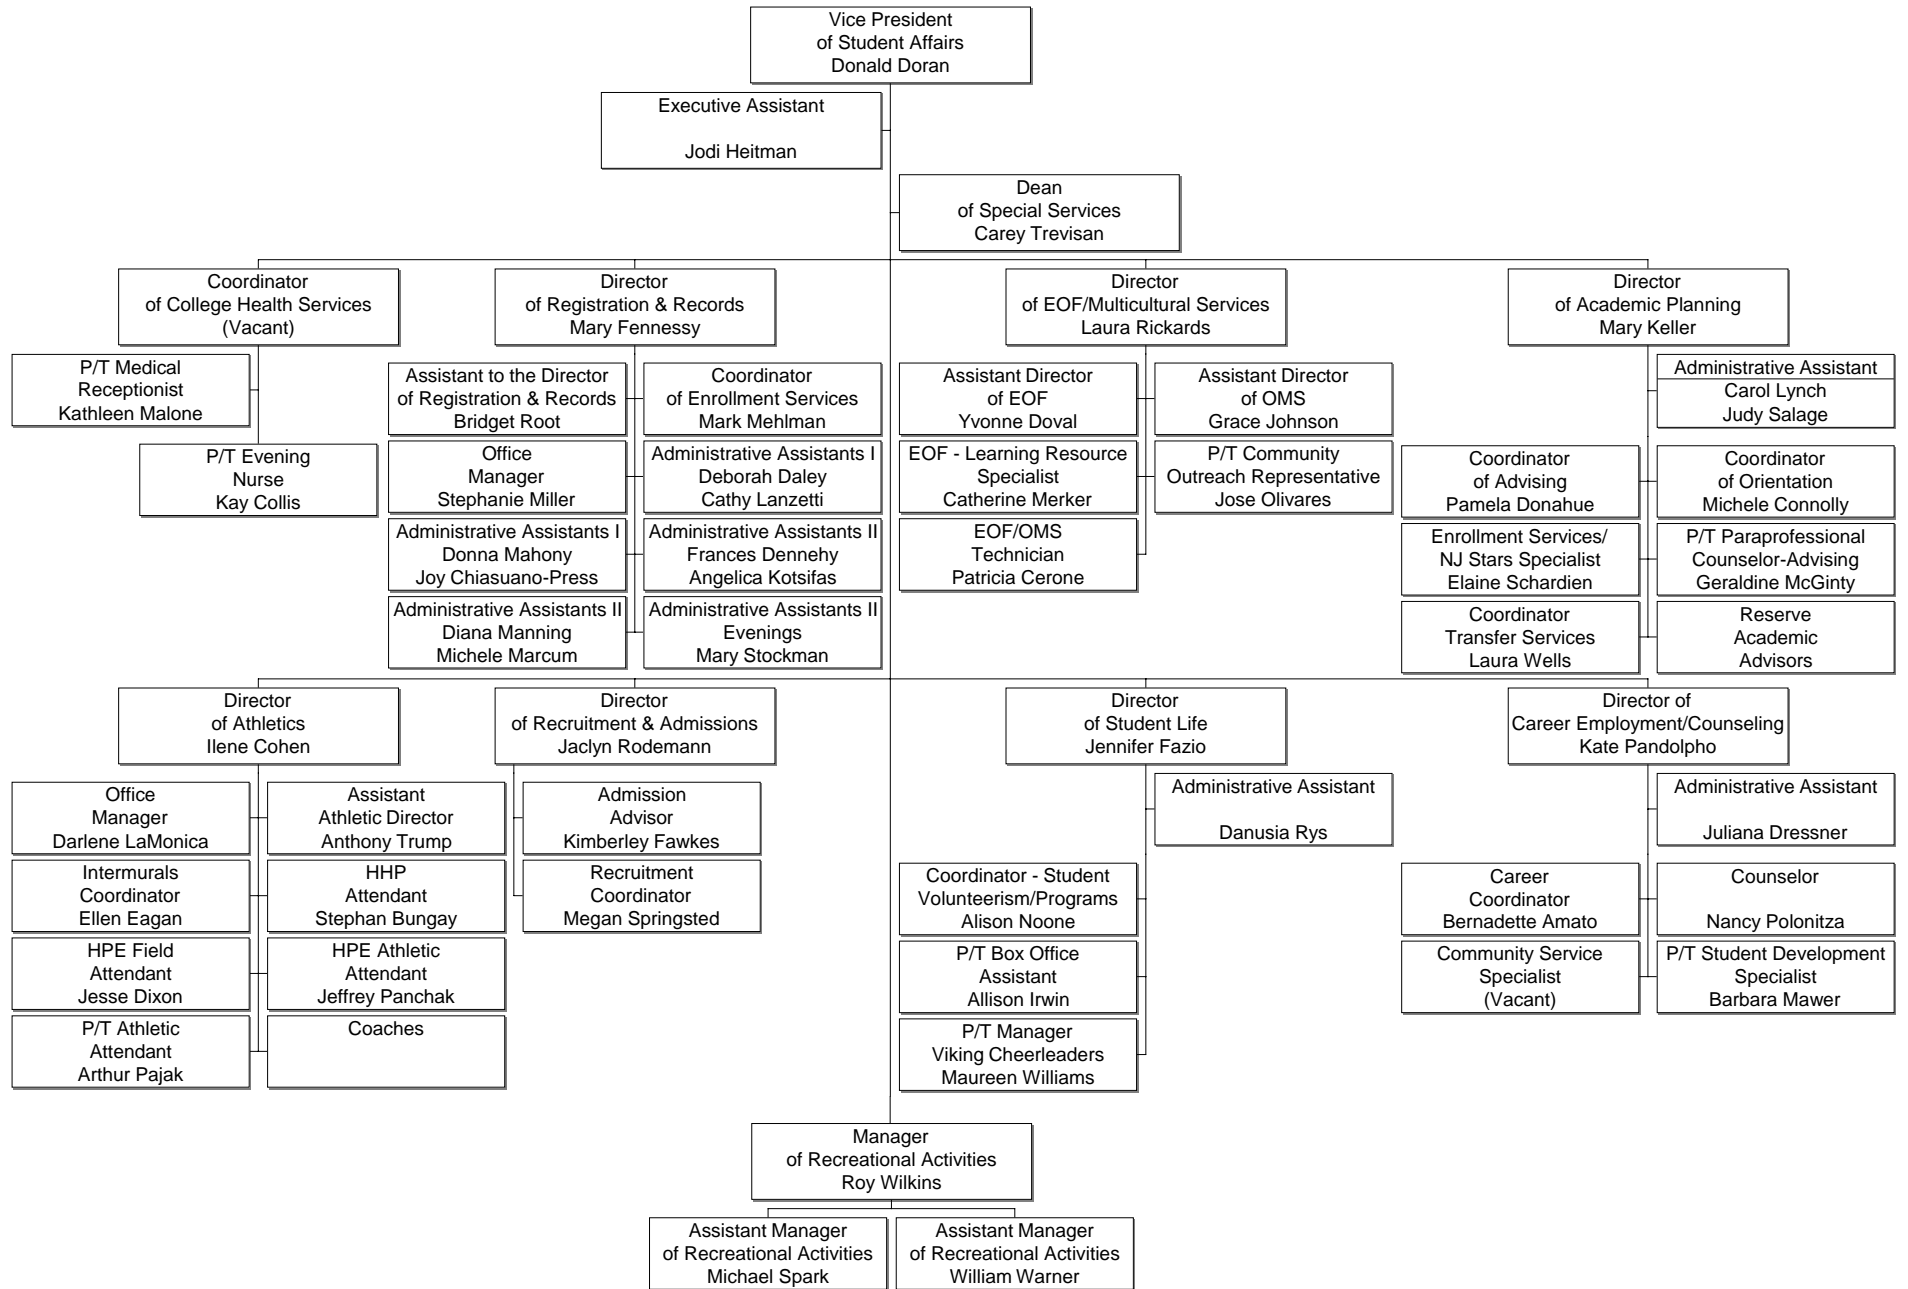 Vice President
of Student Affairs
Donald Doran
Executive Assistant
Jodi Heitman
Dean
of Special Services
Carey Trevisan
Coordinator
of College Health Services
(Vacant)
Director
of Registration & Records
Mary Fennessy
Director
of EOF/Multicultural Services
Laura Rickards
Director
of Academic Planning
Mary Keller
P/T Medical
Receptionist
Kathleen Malone
P/T Evening
Nurse
Kay Collis
Assistant to the Director
of Registration & Records
Bridget Root
Coordinator
of Enrollment Services
Mark Mehlman
Office
Manager
Stephanie Miller
Administrative Assistants I
Deborah Daley
Cathy Lanzetti
Administrative Assistants I
Donna Mahony
Joy Chiasuano-Press
Administrative Assistants II
Frances Dennehy
Angelica Kotsifas
Administrative Assistants II
Diana Manning
Michele Marcum
Administrative Assistants II
Evenings
Mary Stockman
Assistant Director
of EOF
Yvonne Doval
Assistant Director
of OMS
Grace Johnson
EOF - Learning Resource
Specialist
Catherine Merker
P/T Community
Outreach Representative
Jose Olivares
EOF/OMS
Technician
Patricia Cerone
Administrative Assistant
Carol Lynch
Judy Salage
Coordinator
of Advising
Pamela Donahue
Coordinator
of Orientation
Michele Connolly
Enrollment Services/
NJ Stars Specialist
Elaine Schardien
P/T Paraprofessional
Counselor-Advising
Geraldine McGinty
Coordinator
Transfer Services
Laura Wells
Reserve
Academic
Advisors
Director
of Athletics
Ilene Cohen
Director
of Recruitment & Admissions
Jaclyn Rodemann
Director
of Student Life
Jennifer Fazio
Director of
Career Employment/Counseling
Kate Pandolpho
Office
Manager
Darlene LaMonica
Assistant
Athletic Director
Anthony Trump
Intermurals
Coordinator
Ellen Eagan
HHP
Attendant
Stephan Bungay
HPE Field
Attendant
Jesse Dixon
HPE Athletic
Attendant
Jeffrey Panchak
P/T Athletic
Attendant
Arthur Pajak
Coaches
Admission
Advisor
Kimberley Fawkes
Recruitment
Coordinator
Megan Springsted
Administrative Assistant
Danusia Rys
Coordinator - Student
Volunteerism/Programs
Alison Noone
P/T Box Office
Assistant
Allison Irwin
P/T Manager
Viking Cheerleaders
Maureen Williams
Administrative Assistant
Juliana Dressner
Career
Coordinator
Bernadette Amato
Counselor
Nancy Polonitza
Community Service
Specialist
(Vacant)
P/T Student Development
Specialist
Barbara Mawer
Manager
of Recreational Activities
Roy Wilkins
Assistant Manager
of Recreational Activities
Michael Spark
Assistant Manager
of Recreational Activities
William Warner